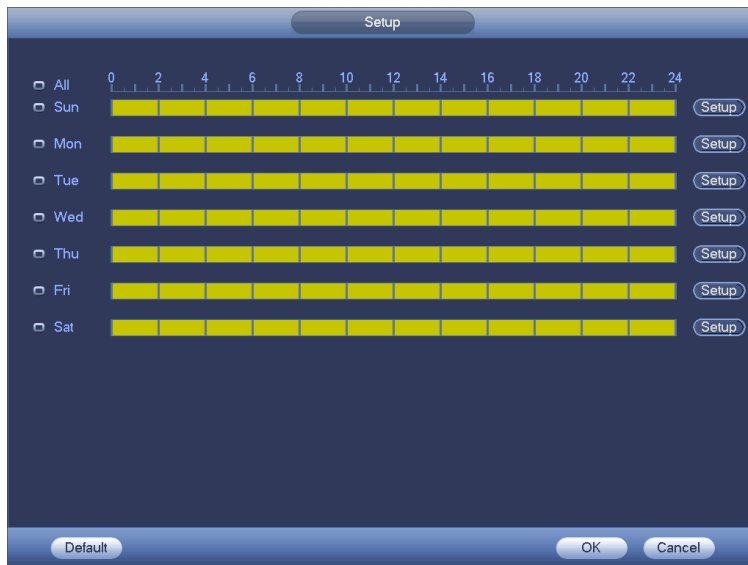 Setup
All 0 2 4 6 8 10 12 14 16 18 20 22 24
Sun Setup
Mon Setup
Tue Setup
Wed Setup
Thu Setup
Fri Setup
Sat Setup
Default OK Cancel